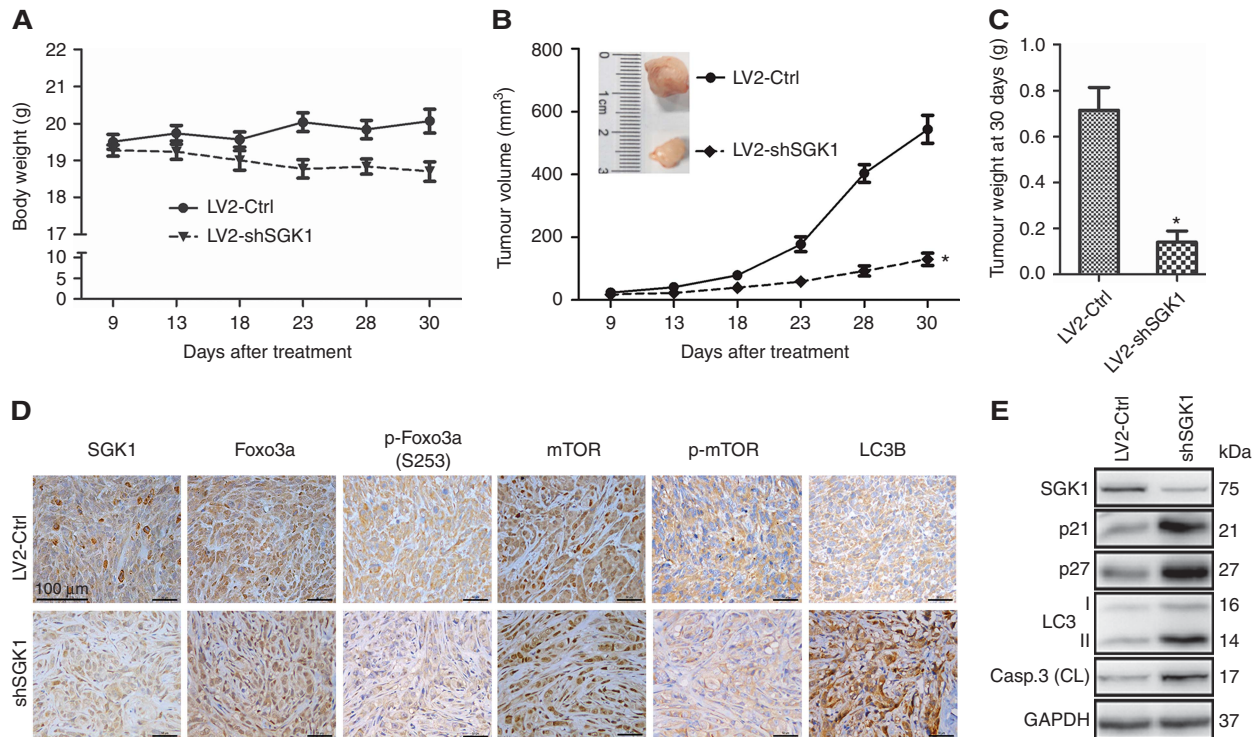 A
Body weight (g)
22
21
20
19
18
17
10
5
0
LV2-Ctrl
LV2-shSGK1
9 13 18 23 28 30
Days after treatment
B
Tumour volume (mm³)
800
600
400
200
0
0
1 cm
2
3
LV2-Ctrl
LV2-shSGK1
*
9 13 18 23 28 30
Days after treatment
C
Tumour weight at 30 days (g)
1.0
0.8
0.6
0.4
0.2
0.0
*
LV2-Ctrl
LV2-shSGK1
D
SGK1 Foxo3a p-Foxo3a mTOR p-mTOR LC3B
(S253)
LV2-Ctrl
100 µm
shSGK1
E
LV2-Ctrl
shSGK1
kDa
SGK1 75
p21 21
p27 27
I 16
LC3
II 14
Casp.3 (CL) 17
GAPDH 37